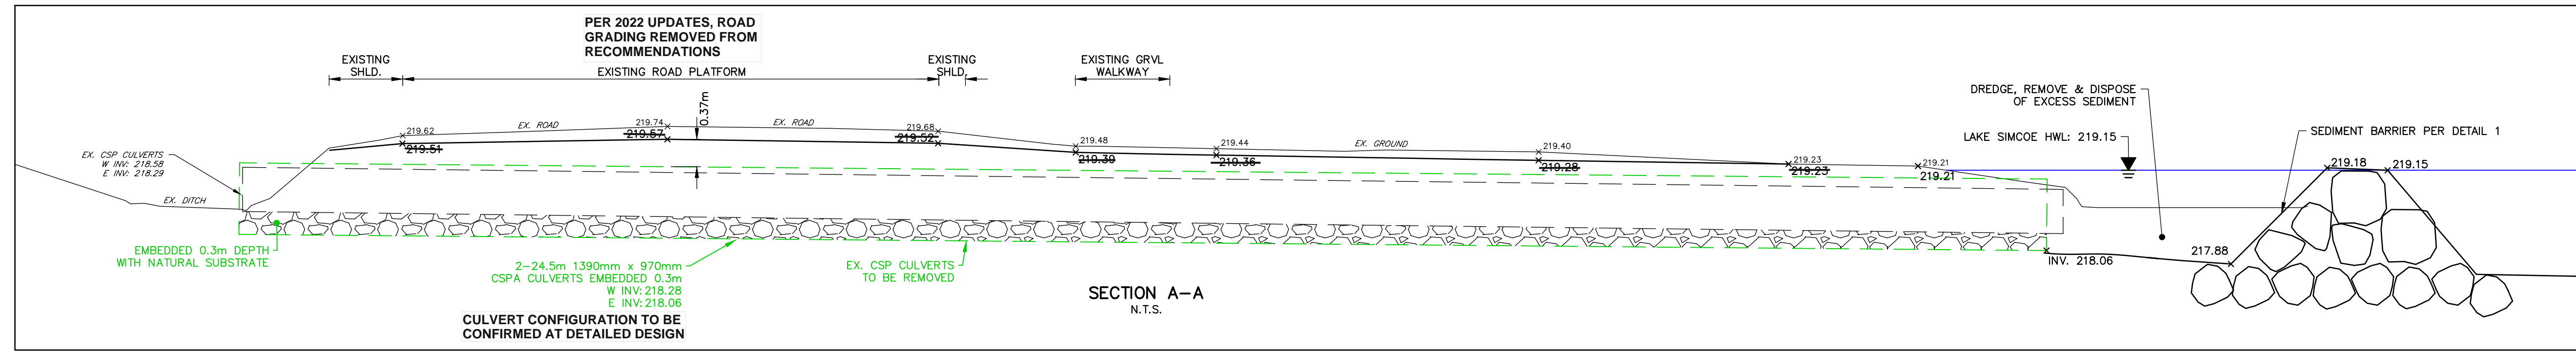 PER 2022 UPDATES, ROAD
GRADING REMOVED FROM
RECOMMENDATIONS
EXISTING
SHLD.
EXISTING ROAD PLATFORM
EXISTING
SHLD.
EXISTING GRVL
WALKWAY
0.37m
DREDGE, REMOVE & DISPOSE
OF EXCESS SEDIMENT
LAKE SIMCOE HWL: 219.15
SEDIMENT BARRIER PER DETAIL 1
219.62
EX. ROAD
219.74
EX. ROAD
219.68
219.51
219.57
219.52
219.48
219.44
EX. GROUND
219.40
219.23
219.21
219.39
219.36
219.28
219.23
219.21
219.18
219.15
EX. CSP CULVERTS
W INV: 218.58
E INV: 218.29
EX. DITCH
EMBEDDED 0.3m DEPTH
WITH NATURAL SUBSTRATE
2-24.5m 1390mm x 970mm
CSPA CULVERTS EMBEDDED 0.3m
W INV: 218.28
E INV: 218.06
EX. CSP CULVERTS
TO BE REMOVED
217.88
INV. 218.06
SECTION A-A
N.T.S.
CULVERT CONFIGURATION TO BE
CONFIRMED AT DETAILED DESIGN